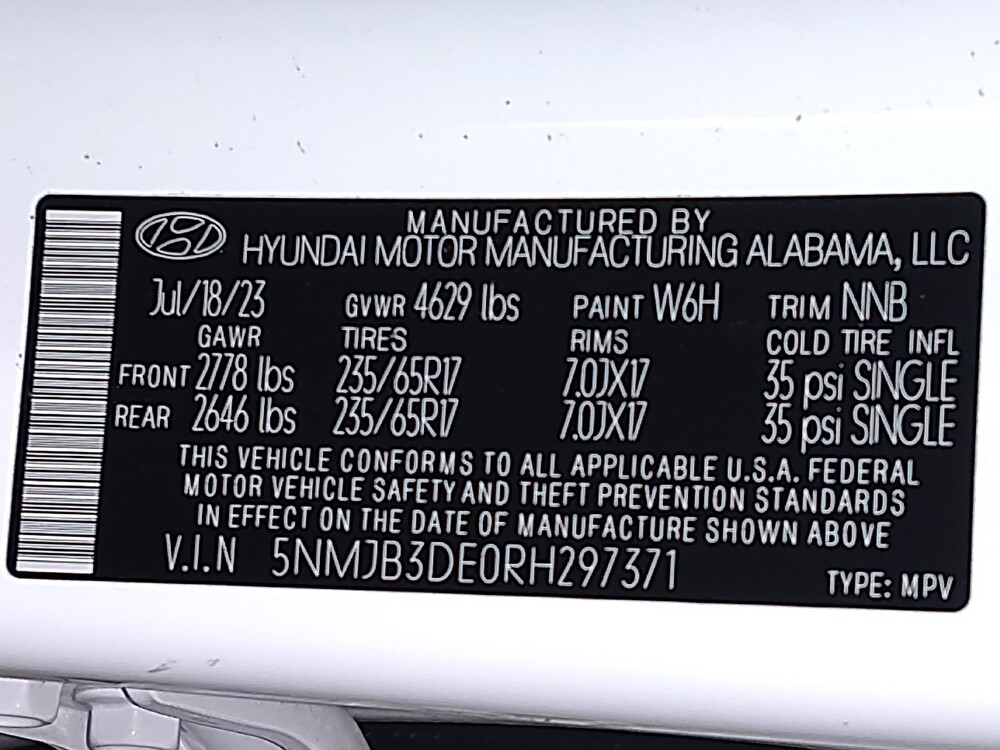 MANUFACTURED BY
HYUNDAI MOTOR MANUFACTURING ALABAMA, LLC
Jul/18/23 GVWR 4629 lbs PAINT W6H TRIM NNB
GAWR TIRES RIMS COLD TIRE INFL
FRONT 2778 lbs 235/65R17 7.0JX17 35 psi SINGLE
REAR 2646 lbs 235/65R17 7.0JX17 35 psi SINGLE
THIS VEHICLE CONFORMS TO ALL APPLICABLE U.S.A. FEDERAL
MOTOR VEHICLE SAFETY AND THEFT PREVENTION STANDARDS
IN EFFECT ON THE DATE OF MANUFACTURE SHOWN ABOVE
V.I.N 5NMJB3DE0RH297371
TYPE: MPV